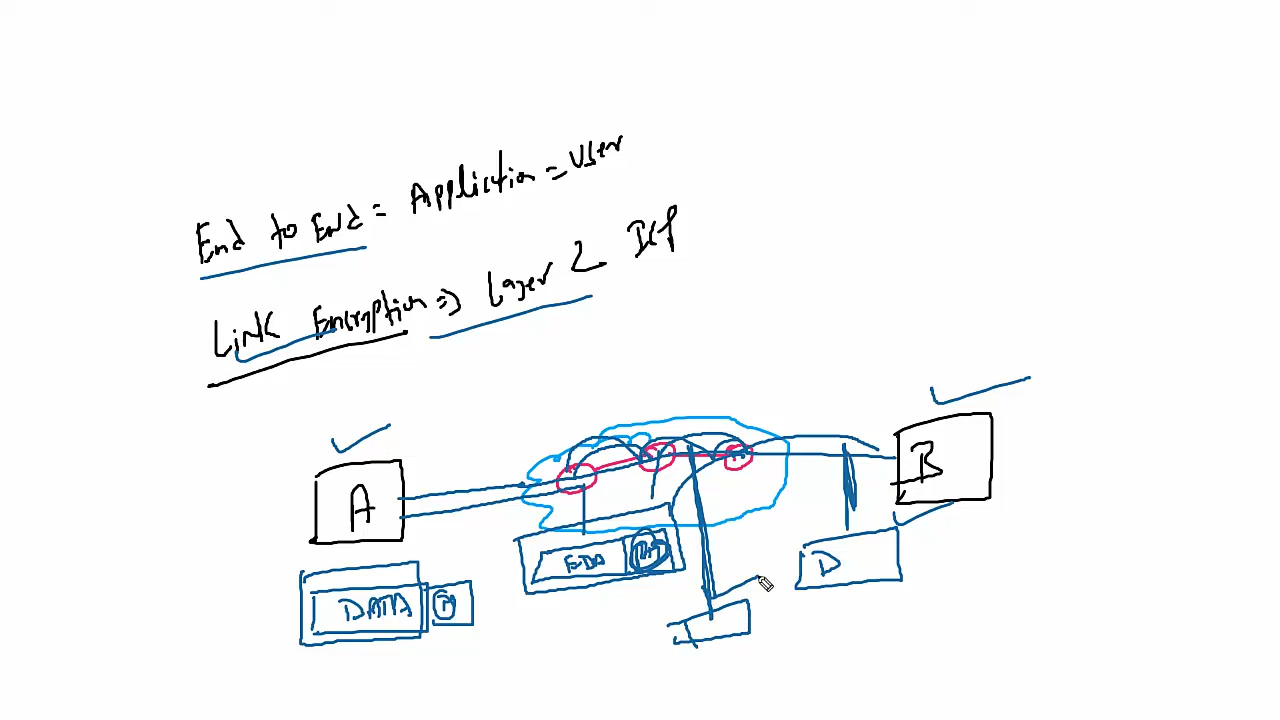 End to End = Application = User
Link Encryption => Layer 2
A
B
DATA
D